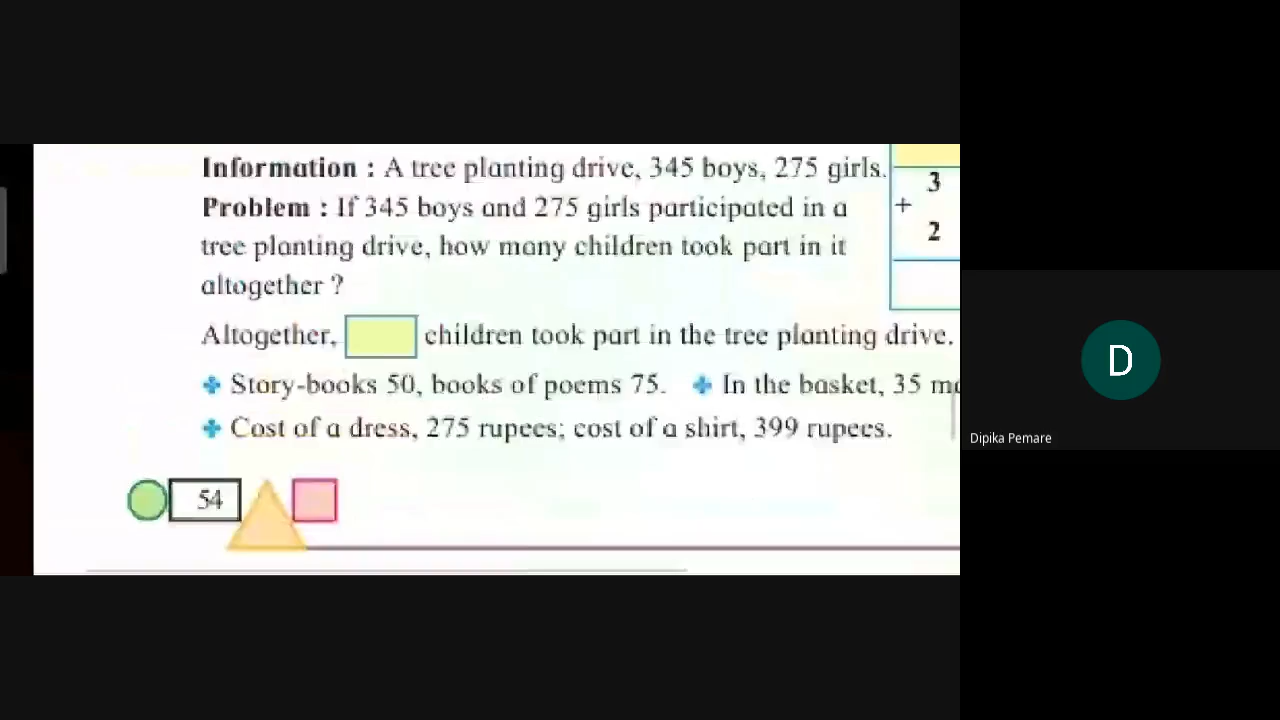 Information : A tree planting drive, 345 boys, 275 girls.
Problem : If 345 boys and 275 girls participated in a
tree planting drive, how many children took part in it
altogether ?
3
+
2
Altogether, children took part in the tree planting drive.
Story-books 50, books of poems 75. In the basket, 35
Cost of a dress, 275 rupees; cost of a shirt, 399 rupees.
54
D
Dipika Pemare